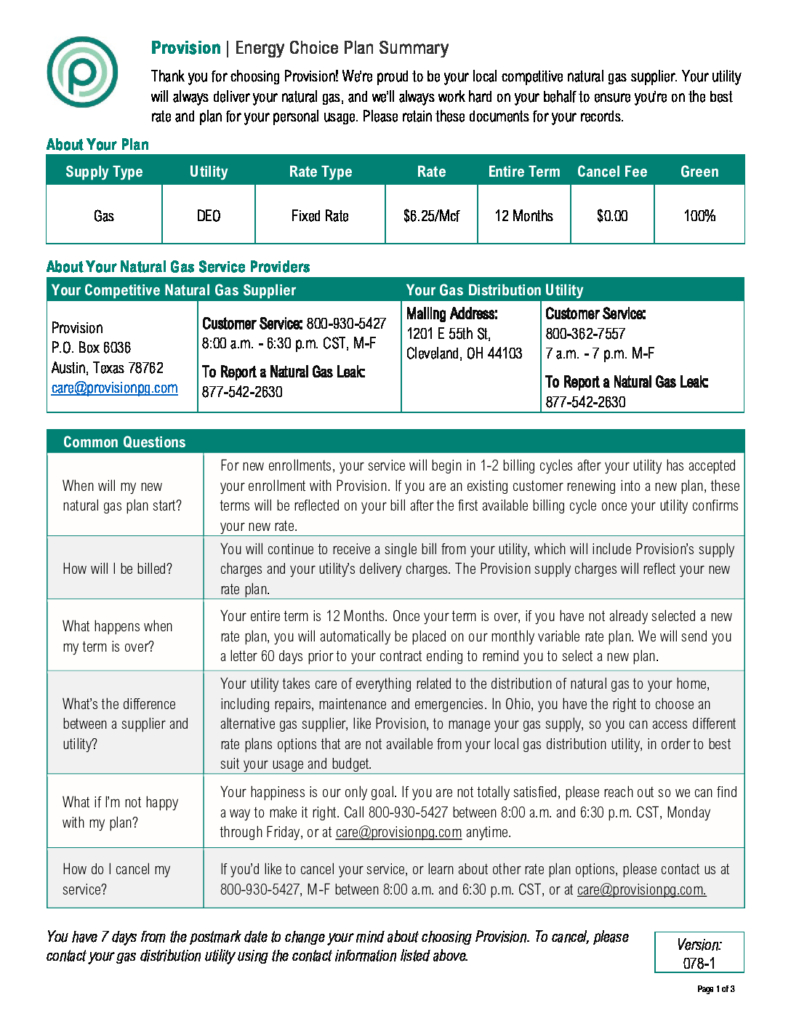 Provision | Energy Choice Plan Summary
Thank you for choosing Provision! We're proud to be your local competitive natural gas supplier. Your utility
will always deliver your natural gas, and we'll always work hard on your behalf to ensure you're on the best
rate and plan for your personal usage. Please retain these documents for your records.
About Your Plan
Supply Type Utility Rate Type Rate Entire Term Cancel Fee Green
Gas DEO Fixed Rate $6.25/Mcf 12 Months $0.00 100%
About Your Natural Gas Service Providers
Your Competitive Natural Gas Supplier
Provision
P.O. Box 6036
Austin, Texas 78762
care@provisionpg.com
Customer Service: 800-930-5427
8:00 a.m. - 6:30 p.m. CST, M-F
To Report a Natural Gas Leak:
877-542-2630
Your Gas Distribution Utility
Mailing Address:
1201 E 55th St,
Cleveland, OH 44103
Customer Service:
800-362-7557
7 a.m. - 7 p.m. M-F
To Report a Natural Gas Leak:
877-542-2630
Common Questions
When will my new
natural gas plan start?
For new enrollments, your service will begin in 1-2 billing cycles after your utility has accepted
your enrollment with Provision. If you are an existing customer renewing into a new plan, these
terms will be reflected on your bill after the first available billing cycle once your utility confirms
your new rate.
How will I be billed?
You will continue to receive a single bill from your utility, which will include Provision's supply
charges and your utility's delivery charges. The Provision supply charges will reflect your new
rate plan.
What happens when
my term is over?
Your entire term is 12 Months. Once your term is over, if you have not already selected a new
rate plan, you will automatically be placed on our monthly variable rate plan. We will send you
a letter 60 days prior to your contract ending to remind you to select a new plan.
What's the difference
between a supplier and
utility?
Your utility takes care of everything related to the distribution of natural gas to your home,
including repairs, maintenance and emergencies. In Ohio, you have the right to choose an
alternative gas supplier, like Provision, to manage your gas supply, so you can access different
rate plans options that are not available from your local gas distribution utility, in order to best
suit your usage and budget.
What if I'm not happy
with my plan?
Your happiness is our only goal. If you are not totally satisfied, please reach out so we can find
a way to make it right. Call 800-930-5427 between 8:00 a.m. and 6:30 p.m. CST, Monday
through Friday, or at care@provisionpg.com anytime.
How do I cancel my
service?
If you'd like to cancel your service, or learn about other rate plan options, please contact us at
800-930-5427, M-F between 8:00 a.m. and 6:30 p.m. CST, or at care@provisionpg.com.
You have 7 days from the postmark date to change your mind about choosing Provision. To cancel, please
contact your gas distribution utility using the contact information listed above.
Version:
078-1
Page 1 of 3